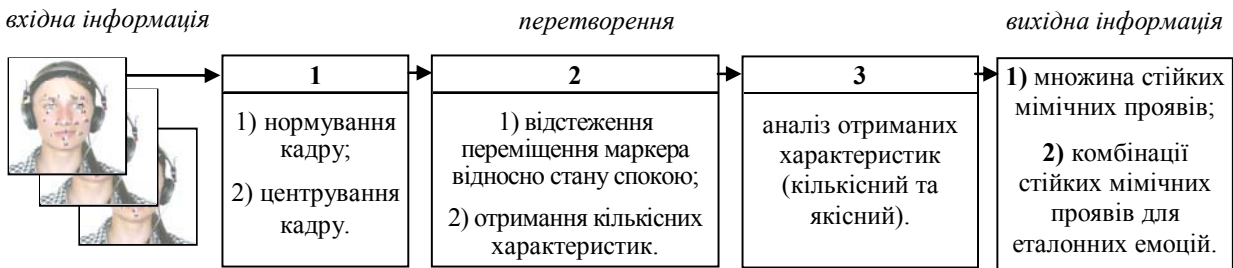 вхідна інформація
перетворення
вихідна інформація
1
1) нормування
кадру;
2) центрування
кадру.
2
1) відстеження
переміщення маркера
відносно стану спокою;
2) отримання кількісних
характеристик.
3
аналіз отриманих
характеристик
(кількісний та
якісний).
1) множина стійких
мімічних проявів;
2) комбінації
стійких мімічних
проявів для
еталонних емоцій.